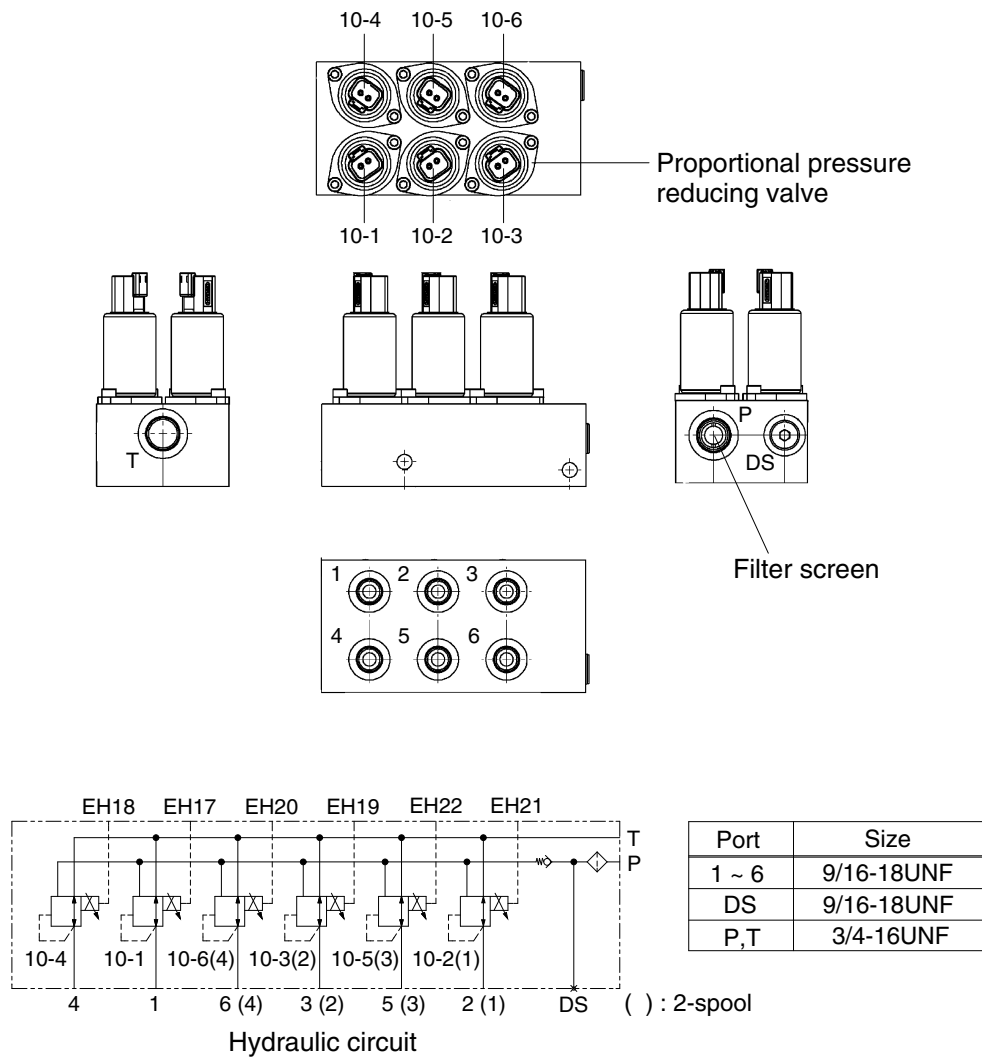 10-4 10-5 10-6
Proportional pressure
reducing valve
10-1 10-2 10-3
T
P
DS
Filter screen
1 2 3
4 5 6
EH18 EH17 EH20 EH19 EH22 EH21
T
P
10-4 10-1 10-6(4) 10-3(2) 10-5(3) 10-2(1)
4 1 6 (4) 3 (2) 5 (3) 2 (1) DS ( ) : 2-spool
Hydraulic circuit
Port Size
1 ~ 6 9/16-18UNF
DS 9/16-18UNF
P,T 3/4-16UNF